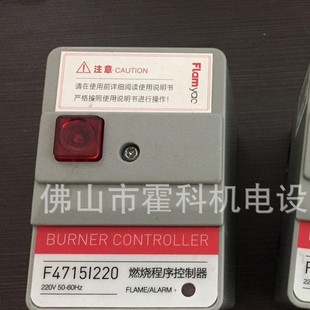 ⚠ 注意·CAUTION
请在使用前详细阅读使用说明书
严格按照使用说明书进行操作！
Flamyoc
佛山市霍科机电设
BURNER CONTROLLER
F4715I220 燃烧程序控制器
220V 50-60Hz
FLAME/ALARM
F
220